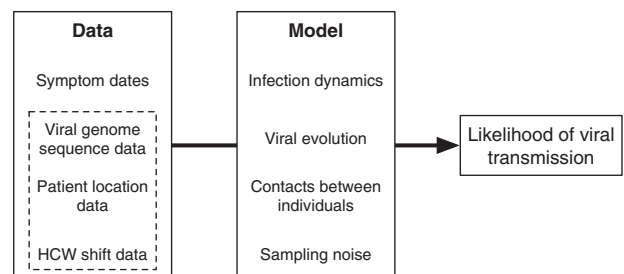 Data
Symptom dates
Viral genome
sequence data
Patient location
data
HCW shift data
Model
Infection dynamics
Viral evolution
Contacts between
individuals
Sampling noise
Likelihood of viral
transmission